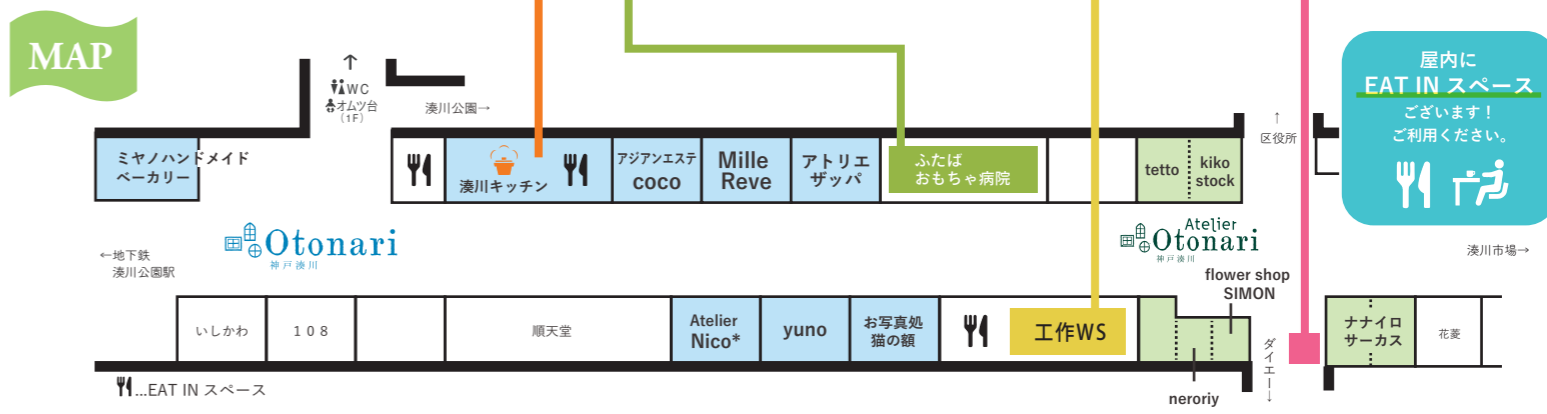 MAP
↑
WC
オムツ台
(1F)
湊川公園→
↑
区役所
屋内に
EAT IN スペース
ございます！
ご利用ください。
ミヤノハンドメイド
ベーカリー
湊川キッチン
アジアンエステ
coco
Mille
Reve
アトリエ
ザッパ
ふたば
おもちゃ病院
tetto
kiko
stock
←地下鉄
湊川公園駅
Otonari
神戸湊川
Atelier
Otonari
神戸湊川
湊川市場→
flower shop
SIMON
いしかわ
108
順天堂
Atelier
Nico*
yuno
お写真処
猫の額
工作WS
ダイエー↓
ナナイロ
サーカス
花菱
...EAT IN スペース
neroriy